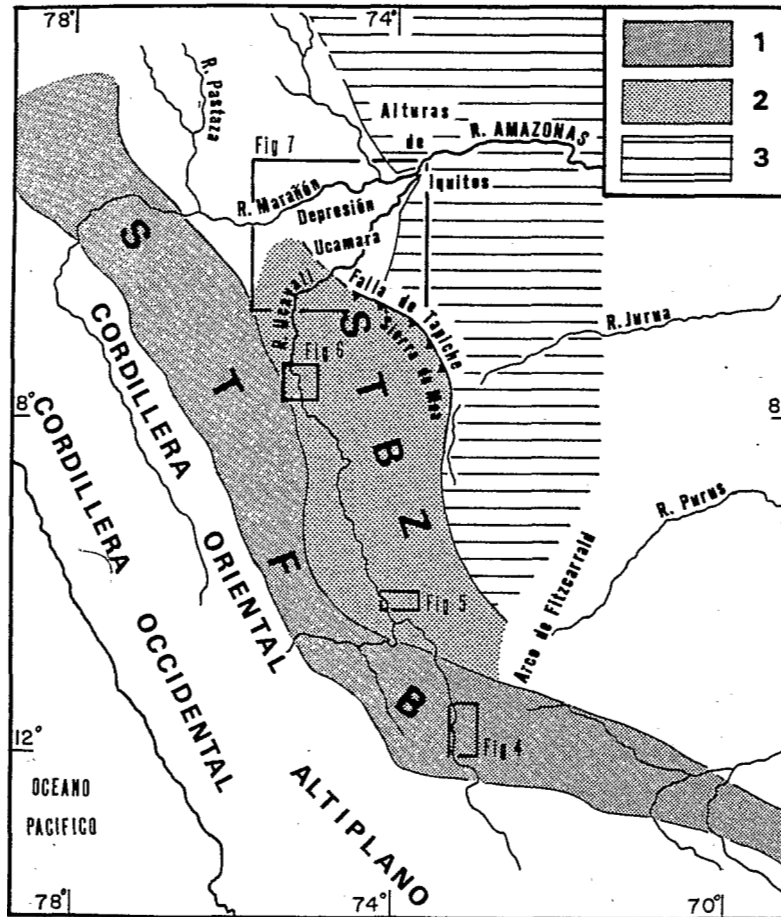 78°
74°
1
2
3
R. Pastaza
Alturas
de
Iquitos
R. AMAZONAS
Fig 7
R. Marañón
Depresión
Ucamara
R. Ucayali
Falla de Tapiche
Sierra de Moa
Fig 6
R. Jurua
8°
8
S
T
F
B
S
T
B
Z
CORDILLERA
ORIENTAL
CORDILLERA
OCCIDENTAL
R. Purus
Fig 5
Arco de Fitzcarrald
Fig 4
12°
OCEANO
PACIFICO
ALTIPLANO
78°
74°
70°